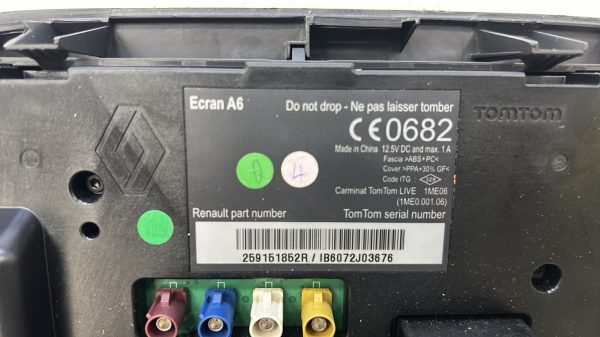 Ecran A6 Do not drop - Ne pas laisser tomber
TOMTOM
CE0682
Made in China 12.5V DC and max. 1 A
Fascia >ABS+PC<
Cover >PPA+30% GF<
Code ITG :
Carminat TomTom LIVE 1ME06
(1ME0.001.06)
4
Renault part number TomTom serial number
259151852R / IB6072J03676